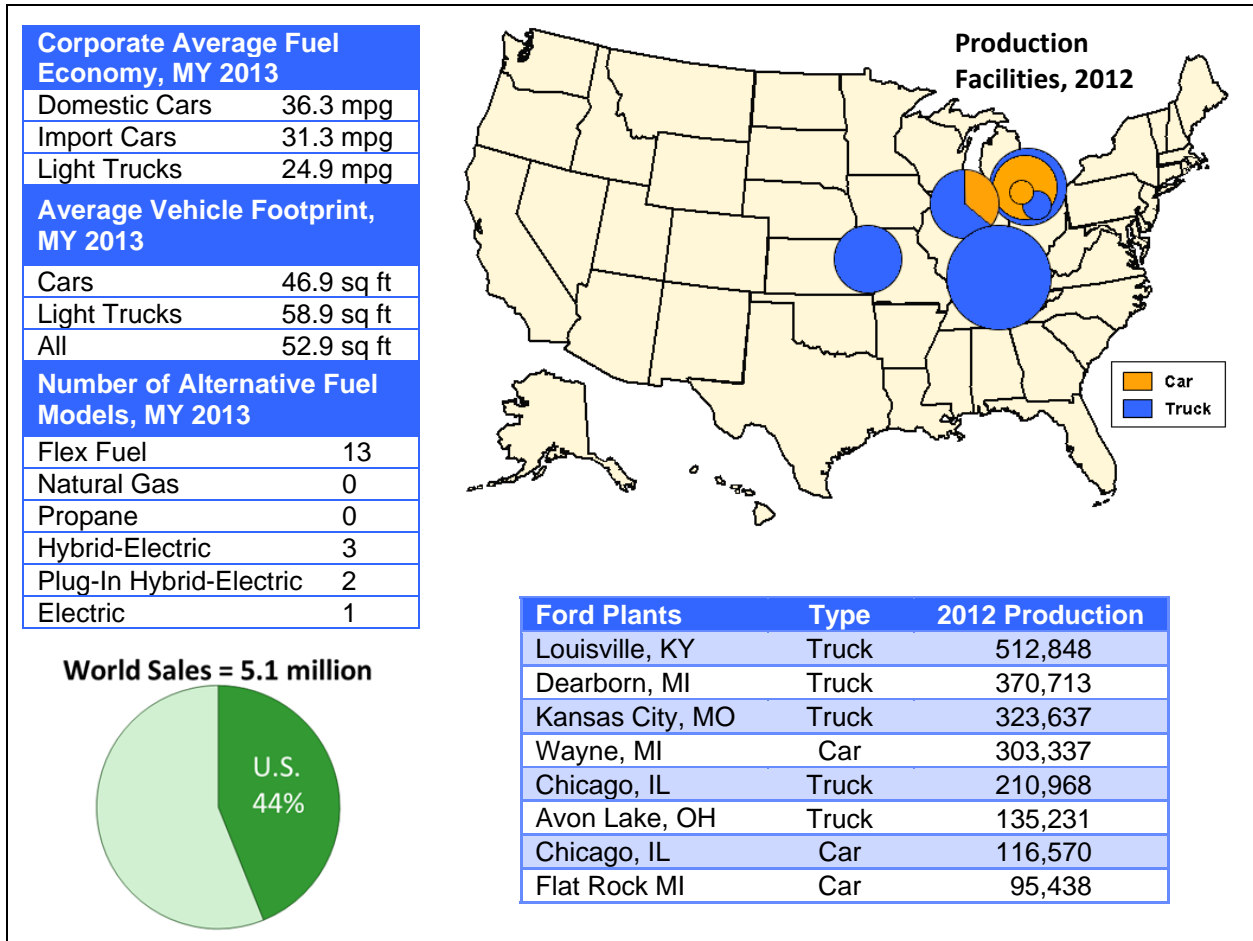 Corporate Average Fuel
Economy, MY 2013
Domestic Cars 36.3 mpg
Import Cars 31.3 mpg
Light Trucks 24.9 mpg
Average Vehicle Footprint,
MY 2013
Cars 46.9 sq ft
Light Trucks 58.9 sq ft
All 52.9 sq ft
Number of Alternative Fuel
Models, MY 2013
Flex Fuel 13
Natural Gas 0
Propane 0
Hybrid-Electric 3
Plug-In Hybrid-Electric 2
Electric 1
World Sales = 5.1 million
U.S.
44%
Production
Facilities, 2012
Car
Truck
Ford Plants Type 2012 Production
Louisville, KY Truck 512,848
Dearborn, MI Truck 370,713
Kansas City, MO Truck 323,637
Wayne, MI Car 303,337
Chicago, IL Truck 210,968
Avon Lake, OH Truck 135,231
Chicago, IL Car 116,570
Flat Rock MI Car 95,438